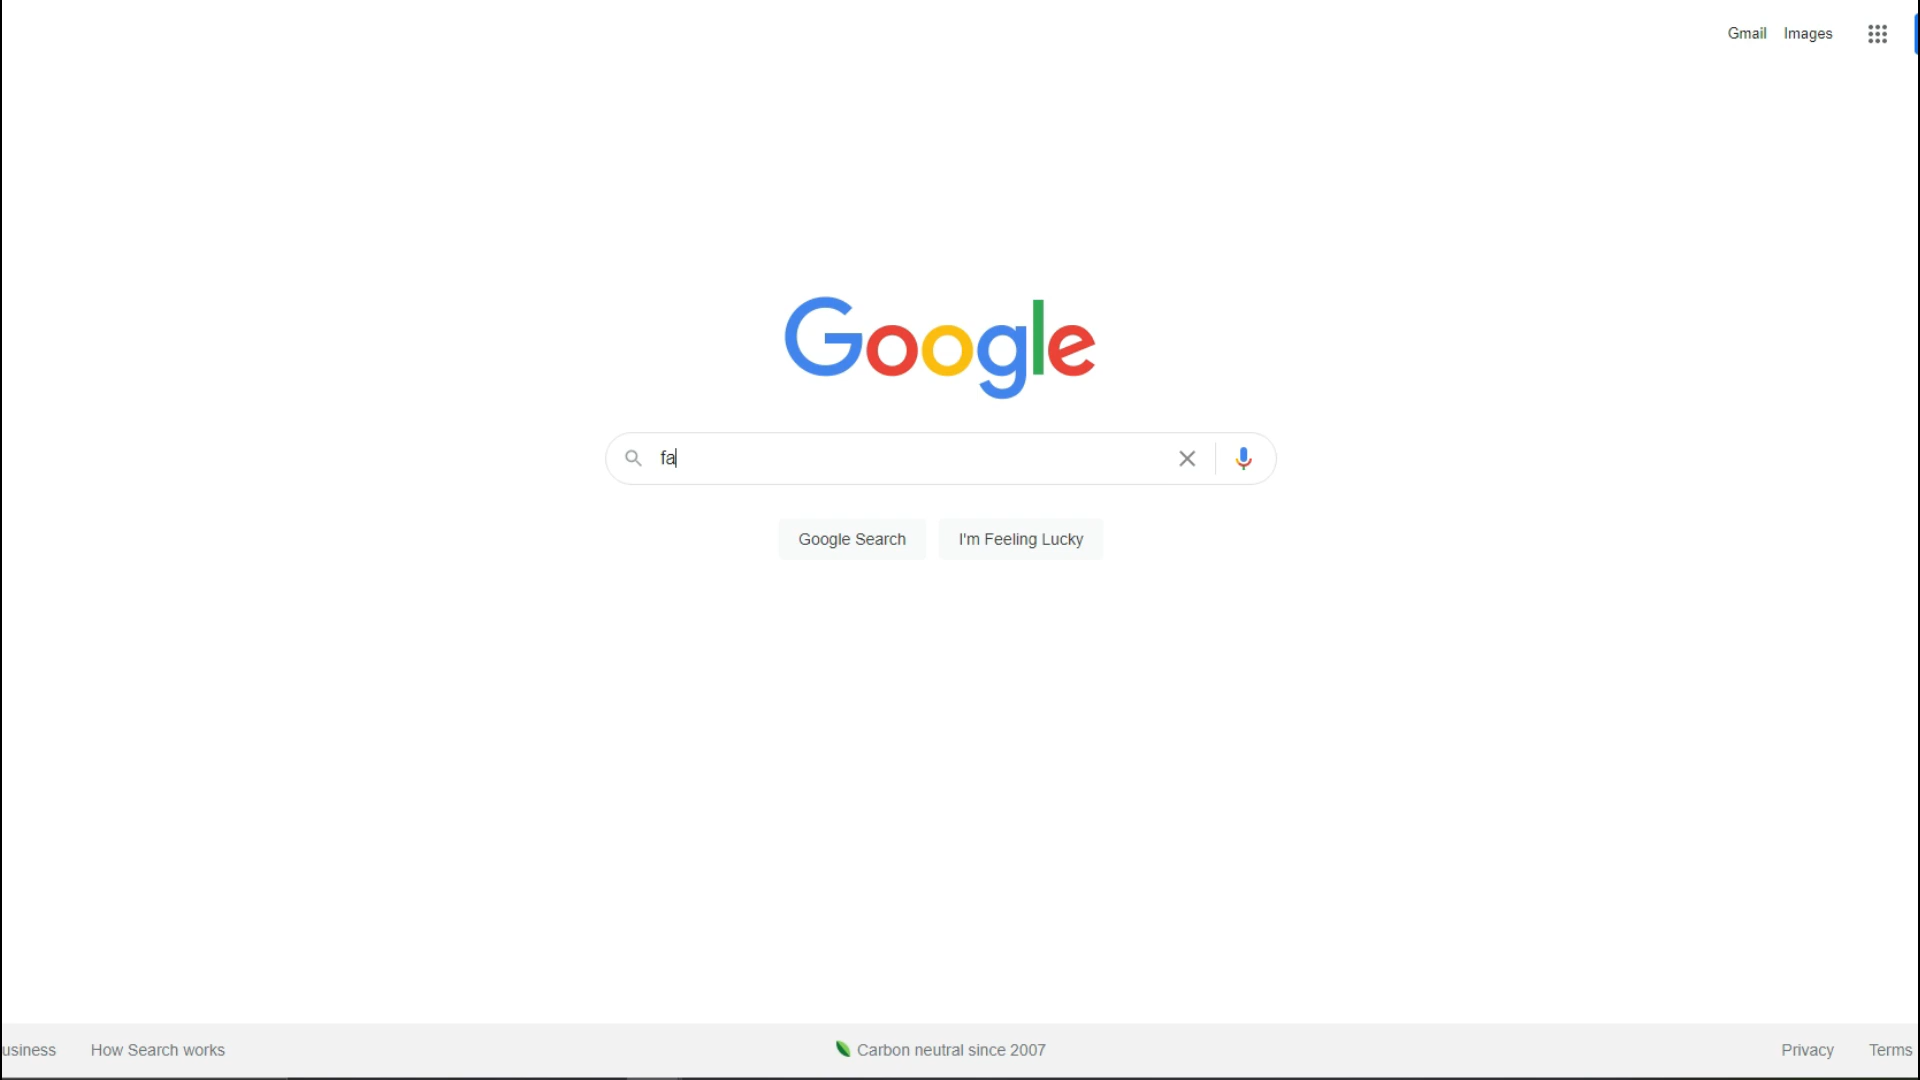 Gmail Images
Google
fa
Google Search I'm Feeling Lucky
usiness How Search works Carbon neutral since 2007 Privacy Terms